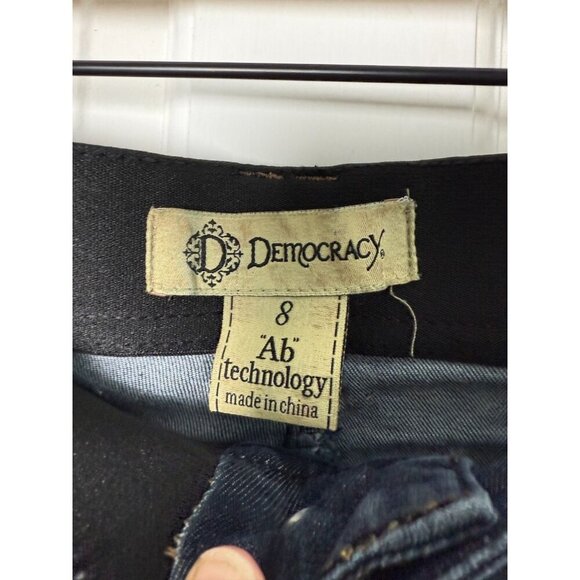 D DEMOCRACY®
8
"Ab"
technology
made in china